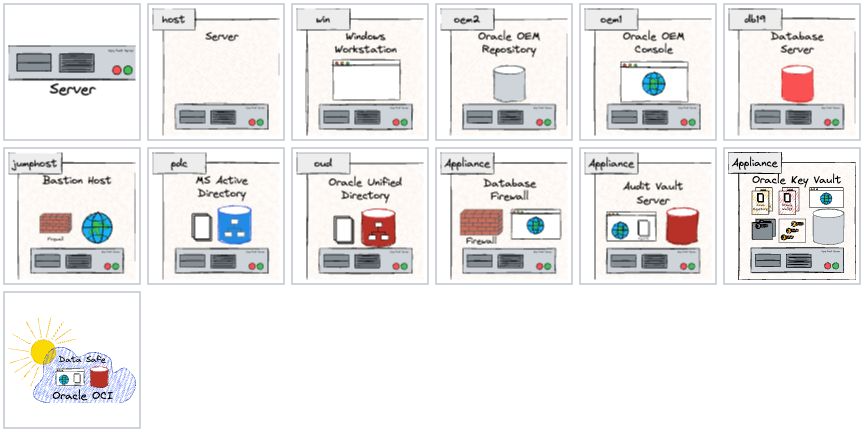 Server
host
Server
win
Windows
Workstation
oem2
Oracle OEM
Repository
oem1
Oracle OEM
Console
db19
Database
Server
jumphost
Bastion Host
Firewall
pdc
MS Active
Directory
oud
Oracle Unified
Directory
Appliance
Database
Firewall
Firewall
Appliance
Audit Vault
Server
Appliance
Oracle Key Vault
Data Safe
Oracle OCI